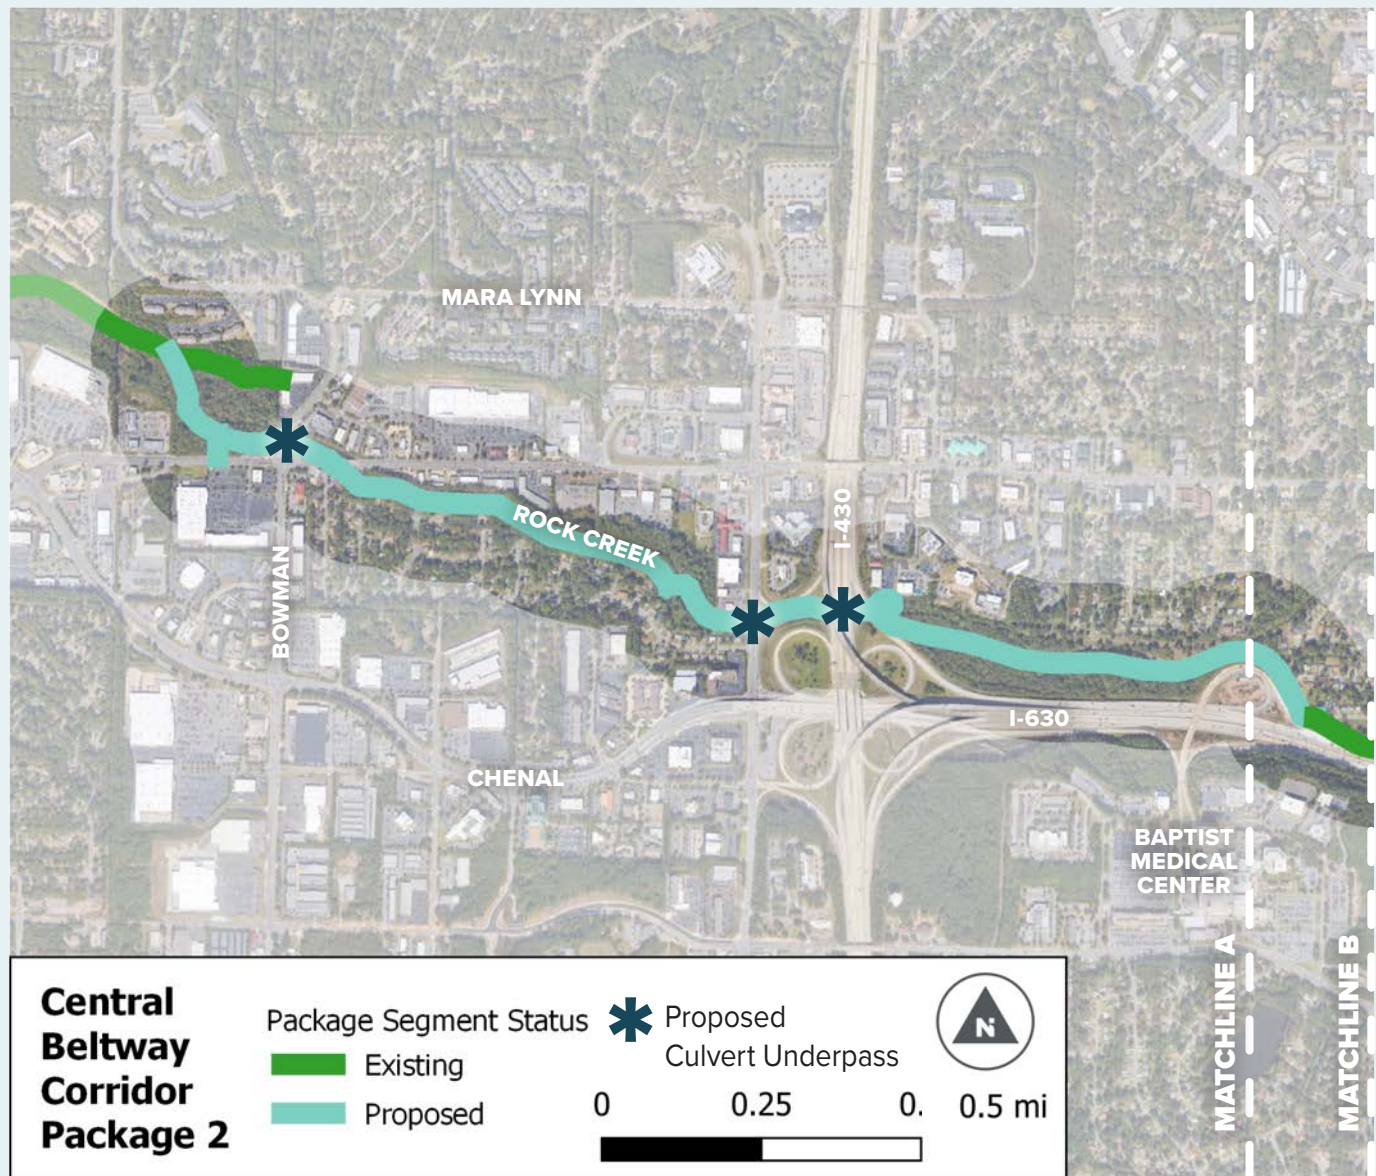 MARA LYNN
I-430
ROCK CREEK
BOWMAN
I-630
CHENAL
BAPTIST
MEDICAL
CENTER
MATCHLINE A
MATCHLINE B
Central
Beltway
Corridor
Package 2
Package Segment Status
Existing
Proposed
Proposed
Culvert Underpass
N
0 0.25 0. 0.5 mi